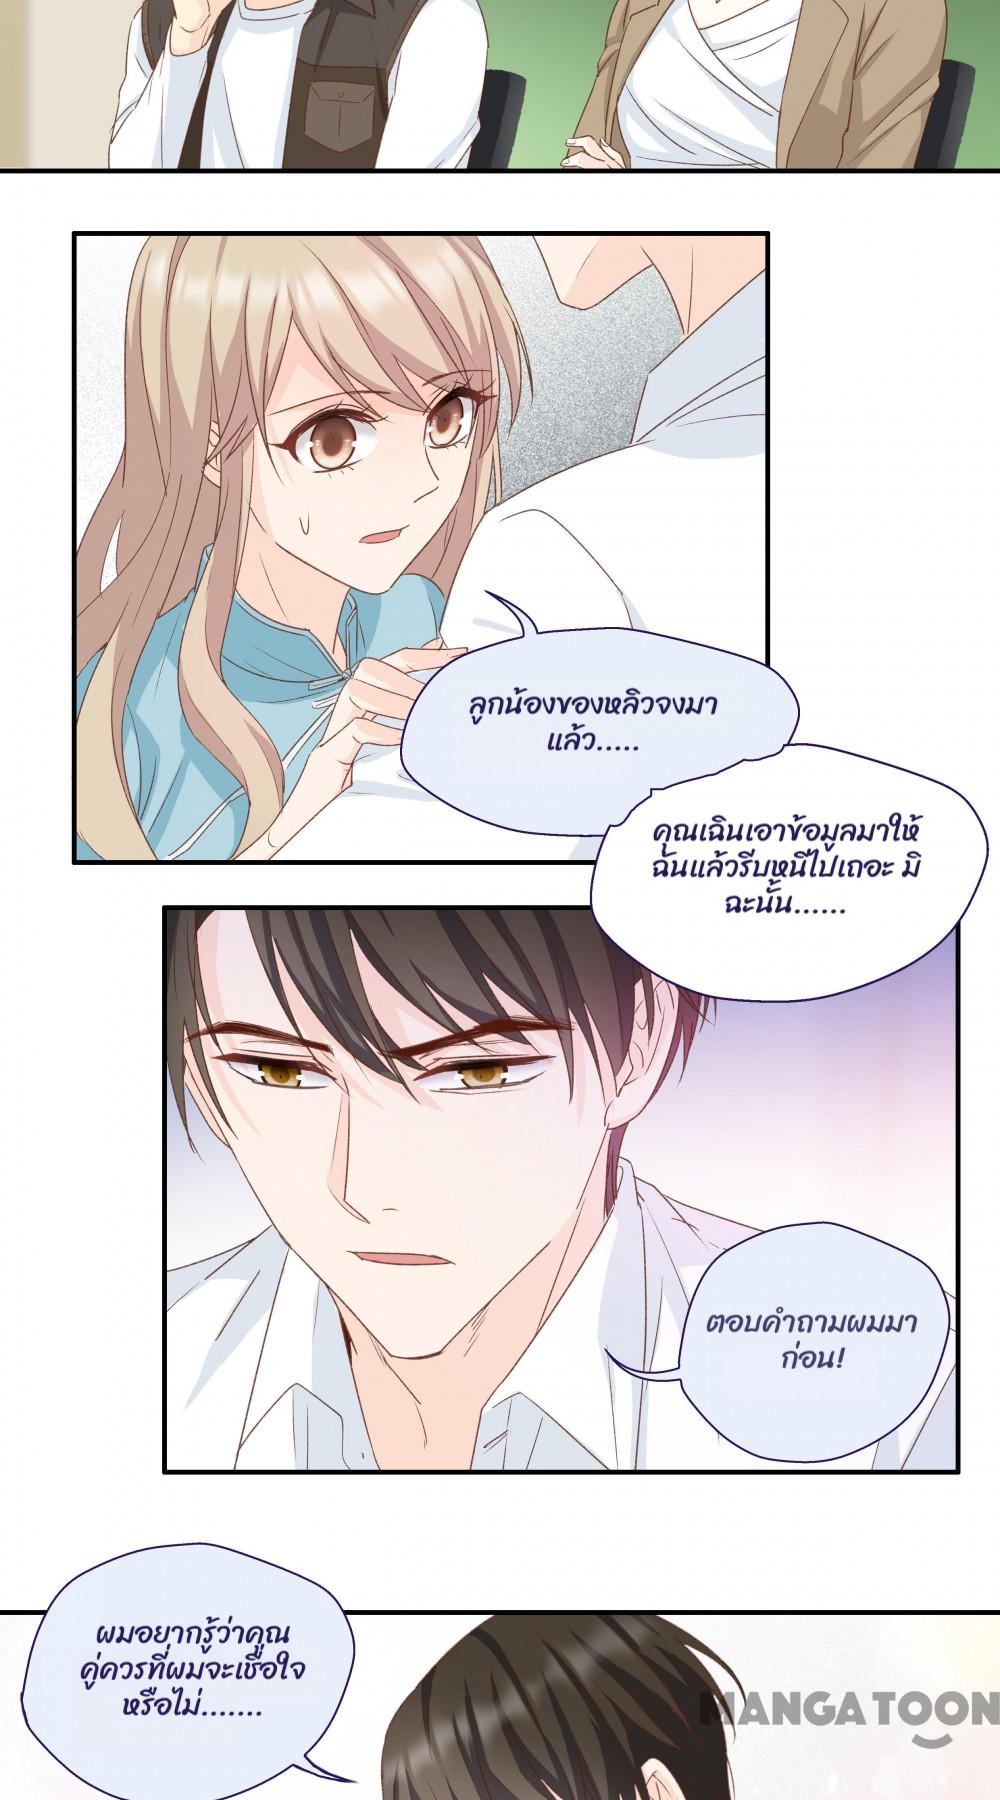 ลูกน้องของหลิวจงมา
แล้ว.....
คุณเฉินเอาข้อมูลมาให้
ฉันแล้วรีบหนีไปเถอะ มิ
ฉะนั้น......
ตอบคำถามผมมา
ก่อน!
ผมอยากรู้ว่าคุณ
คู่ควรที่ผมจะเชื่อใจ
หรือไม่.......
MANGATOON